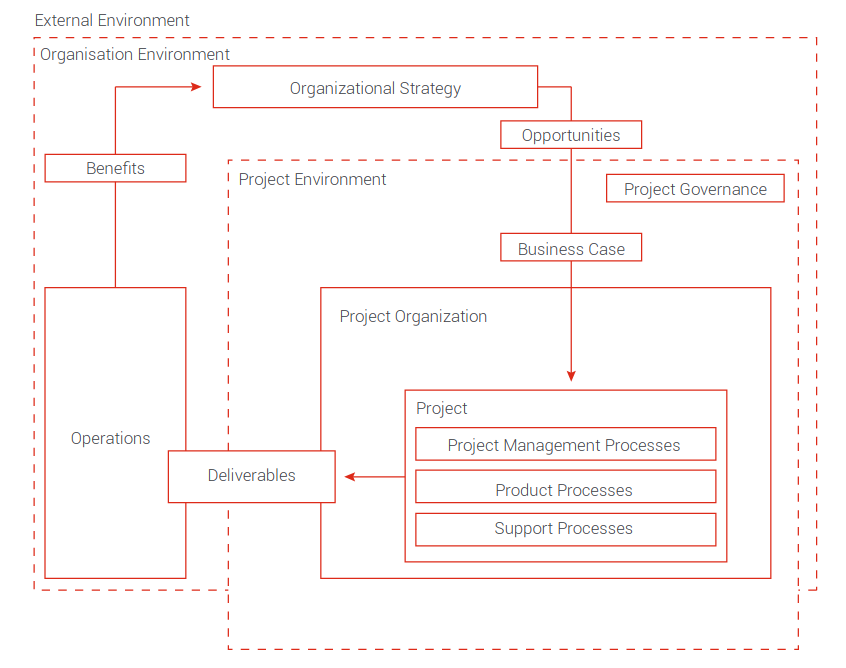 External Environment
Organisation Environment
Organizational Strategy
Opportunities
Benefits
Project Environment
Project Governance
Business Case
Project Organization
Project
Operations
Project Management Processes
Deliverables
Product Processes
Support Processes